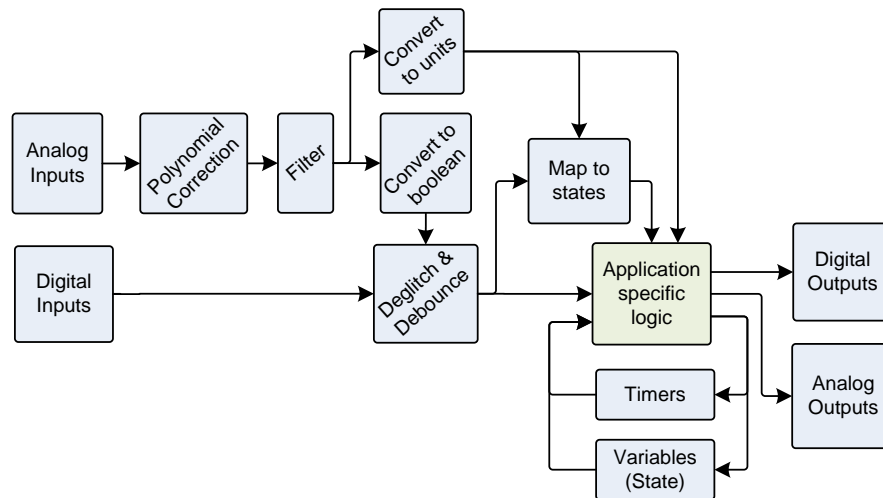 Convert
to units
Analog
Inputs
Polynomial
Correction
Filter
Convert to
boolean
Map to
states
Digital
Inputs
Deglitch &
Debounce
Application
specific
logic
Digital
Outputs
Timers
Analog
Outputs
Variables
(State)